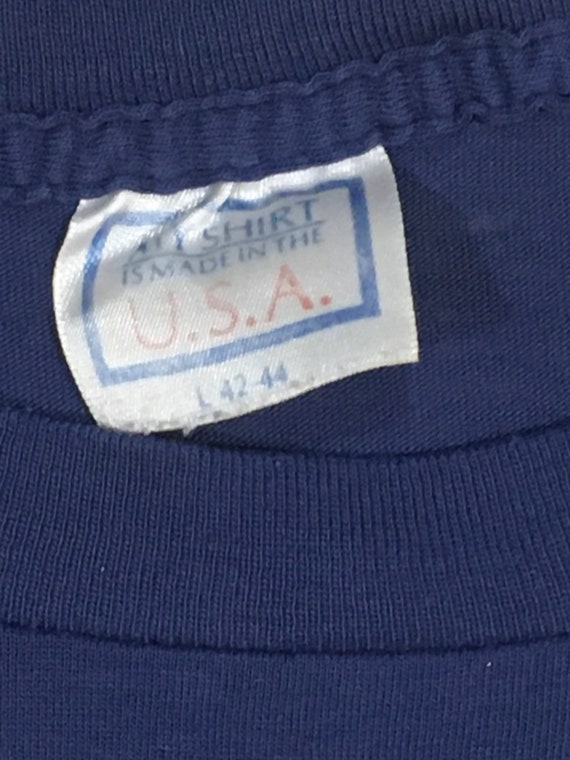 SHIRT
IS MADE IN THE
U.S.A.
L 42-44